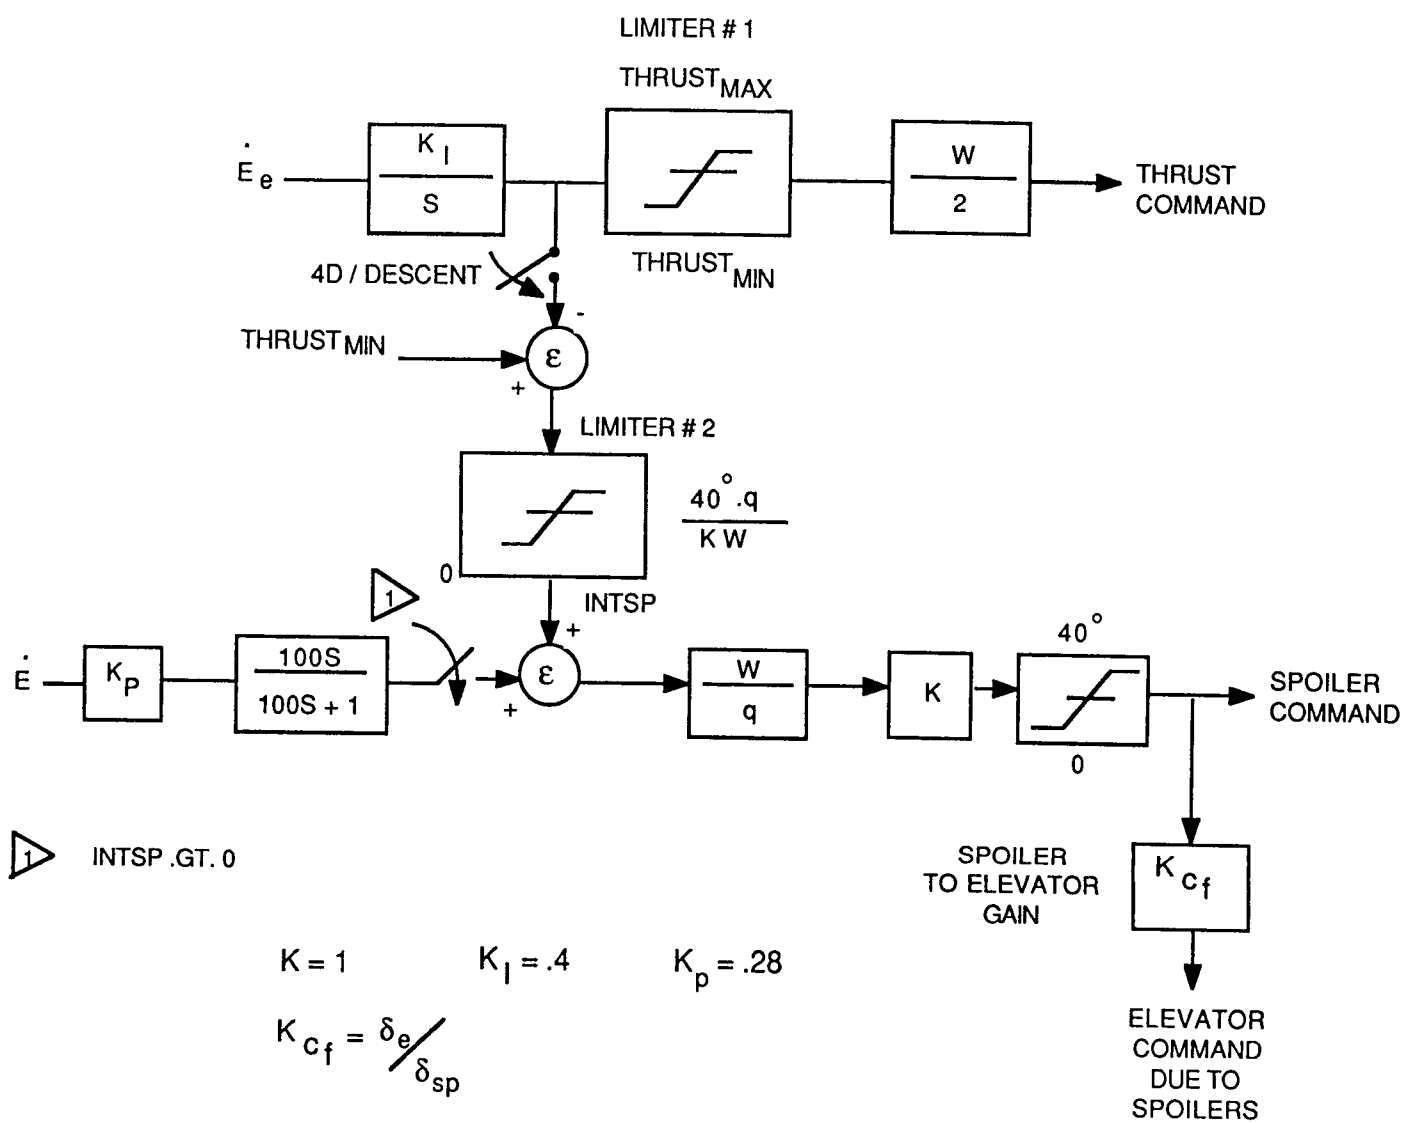 LIMITER # 1
THRUST MAX
Ė e
K I
S
W
2
THRUST
COMMAND
THRUST MIN
4D / DESCENT
-
THRUST MIN
ε
+
LIMITER # 2
40° .q
K W
0
INTSP
1
+
Ė
K P
100S
100S + 1
ε
+
W
q
K
40°
0
SPOILER
COMMAND
1
INTSP .GT. 0
SPOILER
TO ELEVATOR
GAIN
K C f
K = 1
K I = .4
K p = .28
K C f = δ e / δ sp
ELEVATOR
COMMAND
DUE TO
SPOILERS